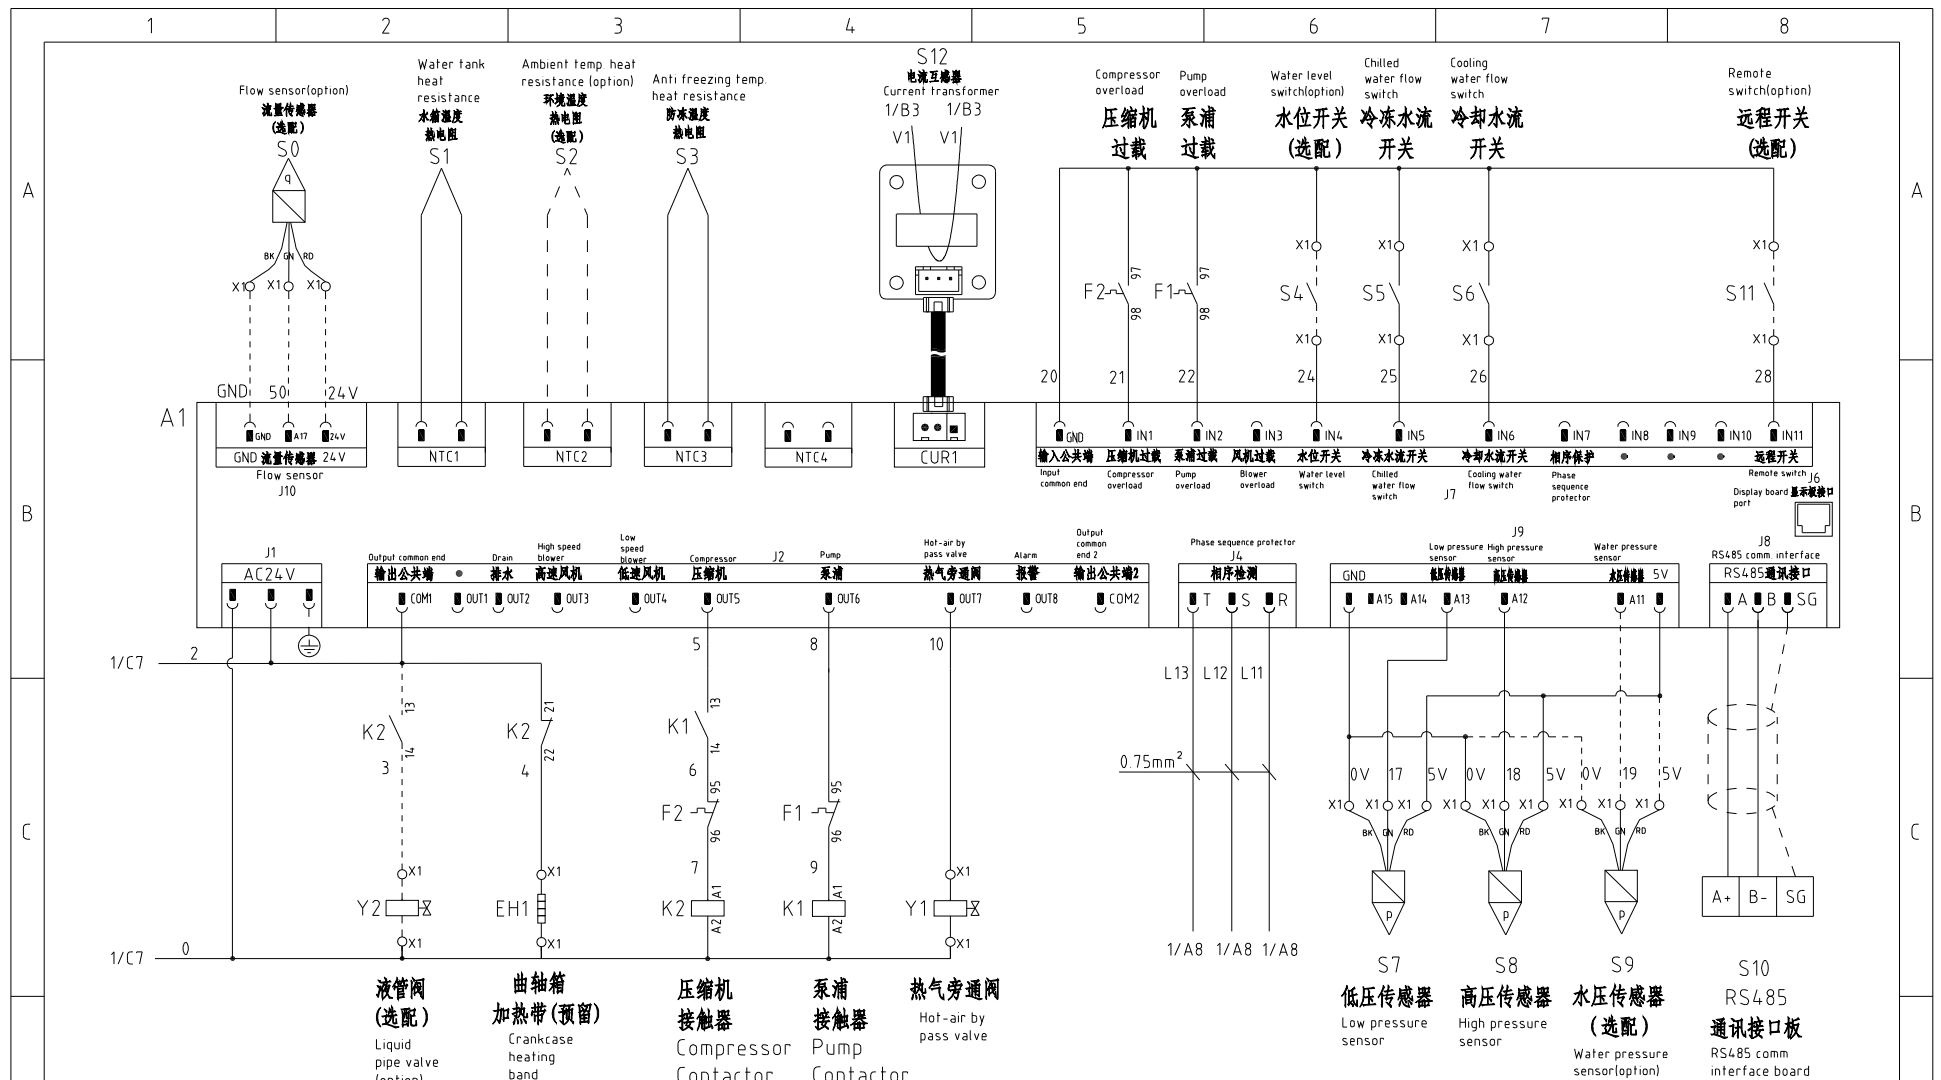 1 2 3 4 5 6 7 8
A
A
Flow sensor(option)
流量传感器
(选配)
S0
q
BK GN RD
X1 X1 X1
GND 50 24V
Water tank
heat
resistance
水箱温度
热电阻
S1
Ambient temp. heat
resistance (option)
环境温度
热电阻
(选配)
S2
Anti freezing temp.
heat resistance
防冻温度
热电阻
S3
S12
电流互感器
Current transformer
1/B3 1/B3
V1 V1
Compressor
overload
压缩机
过载
Pump
overload
泵浦
过载
Water level
switch(option)
水位开关
(选配)
Chilled
water flow
switch
冷冻水流
开关
Cooling
water flow
switch
冷却水流
开关
Remote
switch(option)
远程开关
(选配)
X1 X1 X1 X1
F2 97 98
F1 97 98
S4 S5 S6 S11
X1 X1 X1 X1
20 21 22 24 25 26 28
B
B
A1
GND A17 24V
GND 流量传感器 24V
Flow sensor
J10
NTC1 NTC2 NTC3 NTC4 CUR1
GND IN1 IN2 IN3 IN4 IN5 IN6 IN7 IN8 IN9 IN10 IN11
输入公共端 压缩机过载 泵浦过载 风机过载 水位开关 冷冻水流开关 冷却水流开关 相序保护 远程开关
Input
common end
Compressor
overload
Pump
overload
Blower
overload
Water level
switch
Chilled
water flow
switch
Cooling water
flow switch
Phase
sequence
protector
Remote switch
J7
J6
Display board 显示板接口
port
J1
AC24V
Output common end
Drain
High speed
blower
Low
speed
blower
Compressor
J2
Pump
Hot-air by
pass valve
Alarm
Output
common
end 2
输出公共端 排水 高速风机 低速风机 压缩机 泵浦 热气旁通阀 报警 输出公共端2
COM1 OUT1 OUT2 OUT3 OUT4 OUT5 OUT6 OUT7 OUT8 COM2
Phase sequence protector
J4
相序检测
T S R
J9
Low pressure
sensor
High pressure
sensor
Water pressure
sensor
GND 低压传感器 高压传感器 水压传感器 5V
A15 A14 A13 A12 A11
J8
RS485 comm. interface
RS485通讯接口
A B SG
1/C7 2
5 8 10
L13 L12 L11
C
C
K2 13 14
3
K2 21 22
4
K1 13 14
6
F2 95 96
7
F1 95 96
9
0.75mm²
0V 17 5V 0V 18 5V 0V 19 5V
X1 X1 X1 X1 X1 X1 X1 X1 X1
BK GN RD BK GN RD BK GN RD
X1 X1 X1
Y2 EH1 K2 A1 A2 K1 A1 A2 Y1
X1 X1 X1
P P P
A+ B- SG
1/C7 0
1/A8 1/A8 1/A8
液管阀
(选配)
Liquid
pipe valve
(option)
曲轴箱
加热带(预留)
Crankcase
heating
band
压缩机
接触器
Compressor
Contactor
泵浦
接触器
Pump
Contactor
热气旁通阀
Hot-air by
pass valve
S7
低压传感器
Low pressure
sensor
S8
高压传感器
High pressure
sensor
S9
水压传感器
(选配)
Water pressure
sensor(option)
S10
RS485
通讯接口板
RS485 comm
interface board